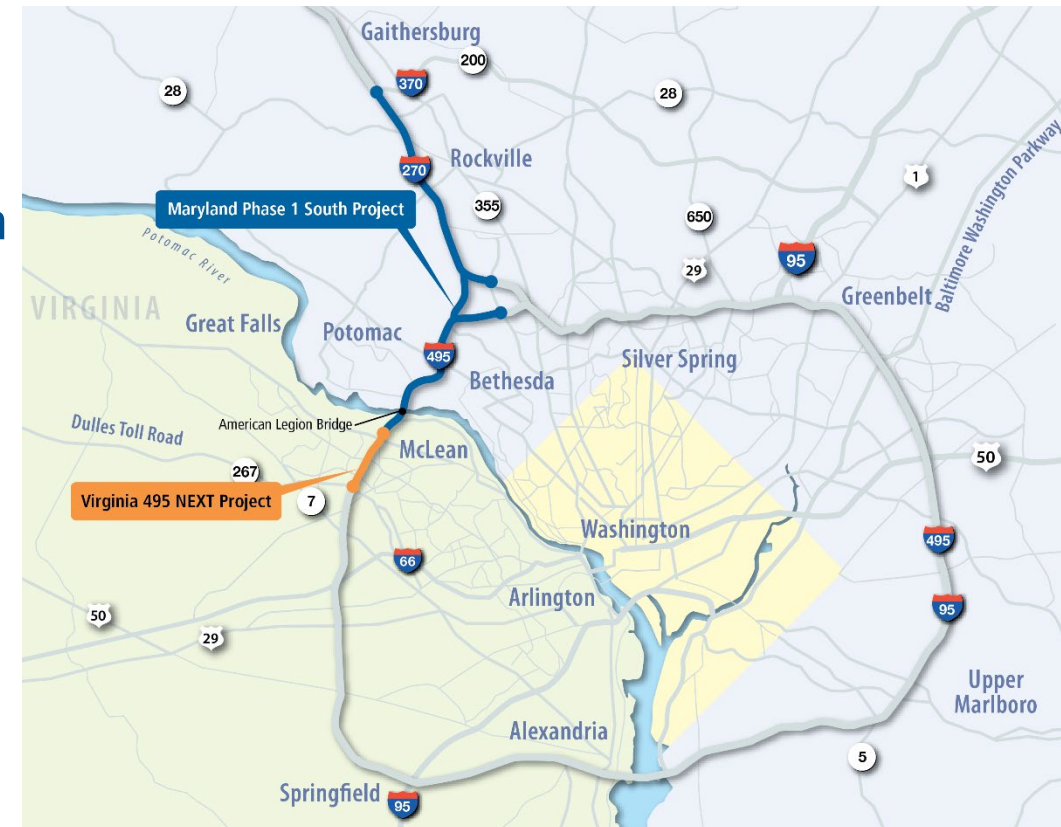 Gaithersburg
200
370
28
28
Rockville
270
Baltimore Washington Parkway
1
Maryland Phase 1 South Project
355
650
95
29
Potomac River
Greenbelt
VIRGINIA
Great Falls
Potomac
495
Silver Spring
Bethesda
American Legion Bridge
Dulles Toll Road
McLean
50
267
7
Virginia 495 NEXT Project
Washington
495
66
Arlington
95
50
29
Upper
Marlboro
Alexandria
5
Springfield
95